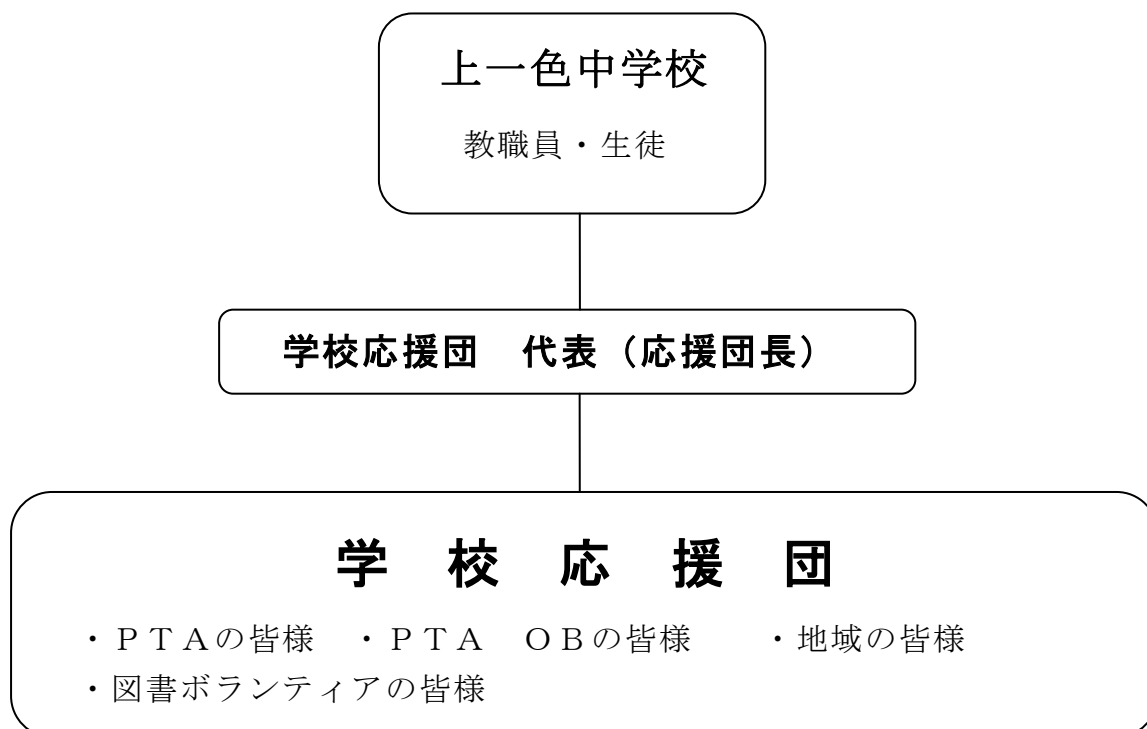 上一色中学校
教職員・生徒
学校応援団　代表（応援団長）
学　校　応　援　団
・ＰＴＡの皆様　・ＰＴＡ　ＯＢの皆様　　・地域の皆様
・図書ボランティアの皆様